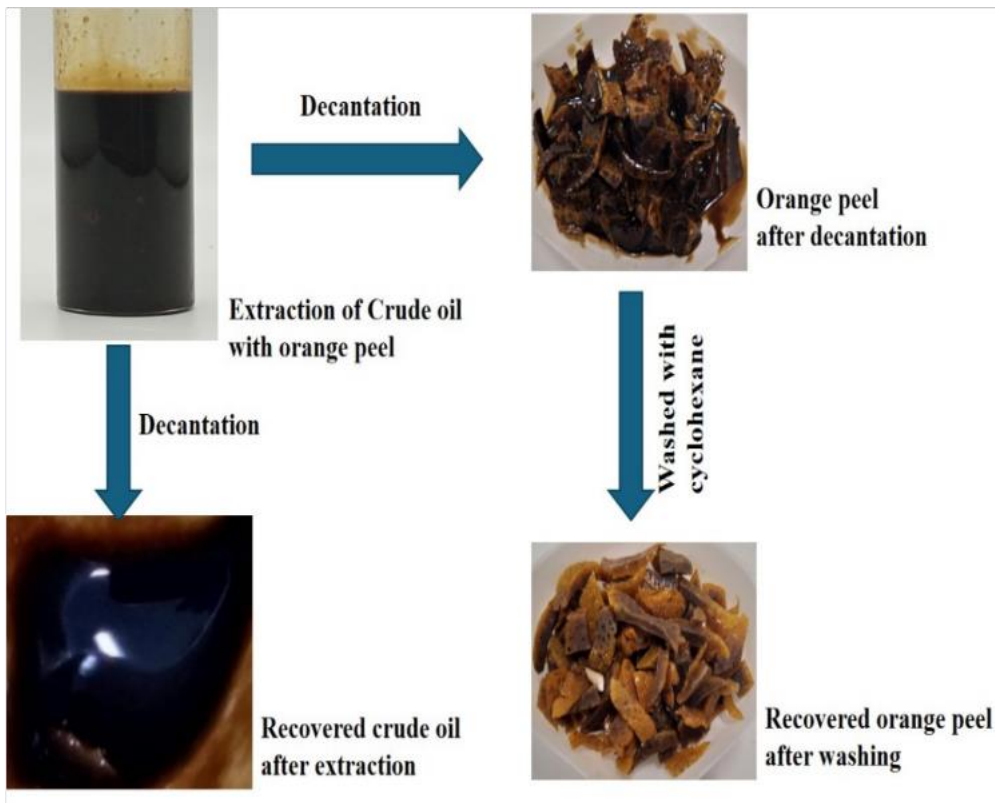 Decantation
Orange peel
after decantation
Extraction of Crude oil
with orange peel
Decantation
Washed with
cyclohexane
Recovered crude oil
after extraction
Recovered orange peel
after washing